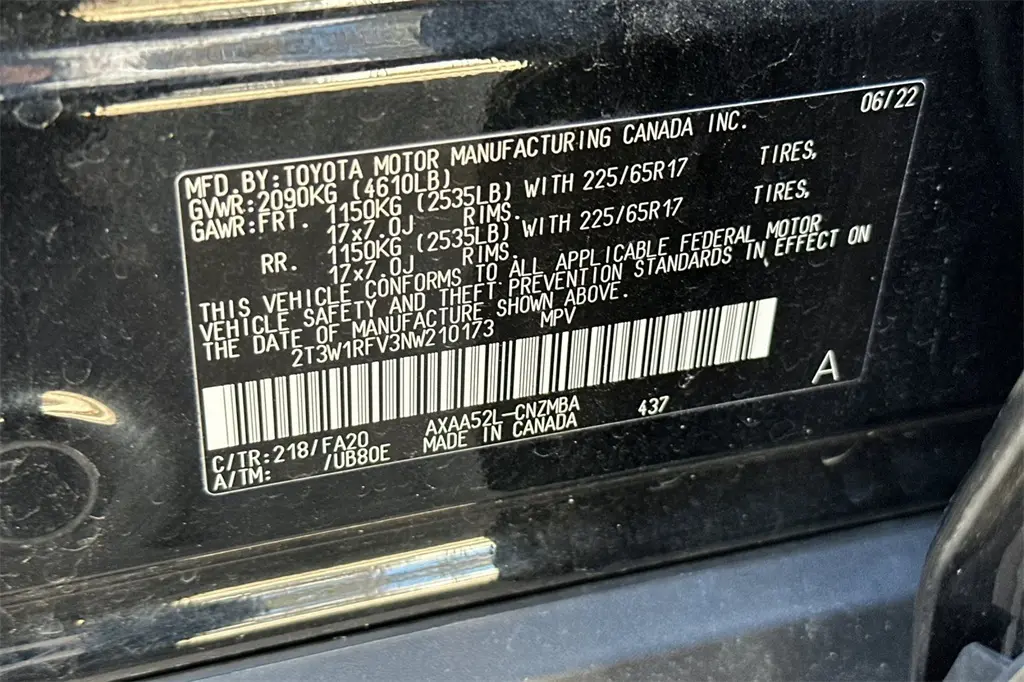 06/22
MFD.BY:TOYOTA MOTOR MANUFACTURING CANADA INC.
GVWR:2090KG (4610LB)
GAWR:FRT. 1150KG (2535LB) WITH 225/65R17 TIRES,
17x7.0J RIMS.
RR. 1150KG (2535LB) WITH 225/65R17 TIRES,
17x7.0J RIMS.
THIS VEHICLE CONFORMS TO ALL APPLICABLE FEDERAL MOTOR
VEHICLE SAFETY AND THEFT PREVENTION STANDARDS IN EFFECT ON
THE DATE OF MANUFACTURE SHOWN ABOVE.
2T3W1RFV3NW210173 MPV
A
C/TR:218/FA20 AXAA52L-CNZMBA 437
A/TM: /UB80E MADE IN CANADA